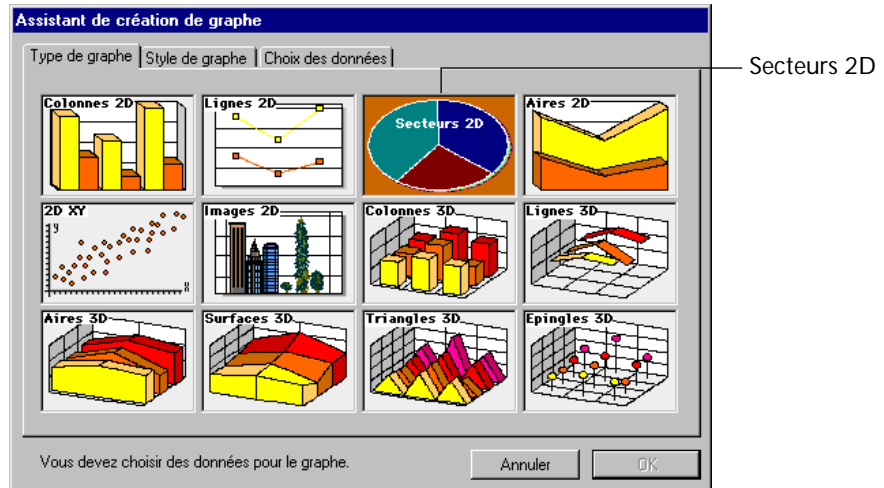 Assistant de création de graphe
Type de graphe Style de graphe Choix des données
Secteurs 2D
Colonnes 2D Lignes 2D Secteurs 2D Aires 2D
2D XY Images 2D Colonnes 3D Lignes 3D
y
x
Aires 3D Surfaces 3D Triangles 3D Epingles 3D
Vous devez choisir des données pour le graphe. Annuler OK